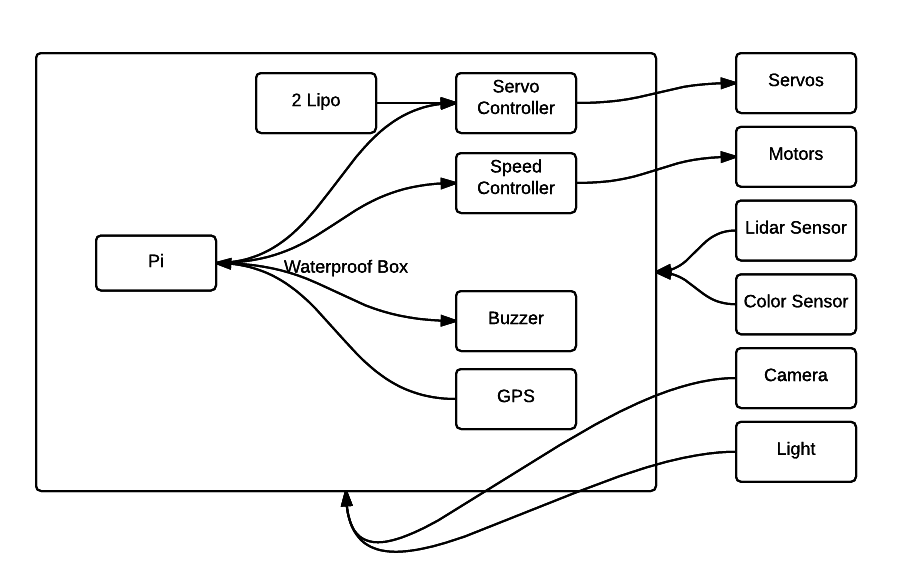 2 Lipo
Servo
Controller
Servos
Speed
Controller
Motors
Lidar Sensor
Pi
Waterproof Box
Color Sensor
Buzzer
Camera
GPS
Light